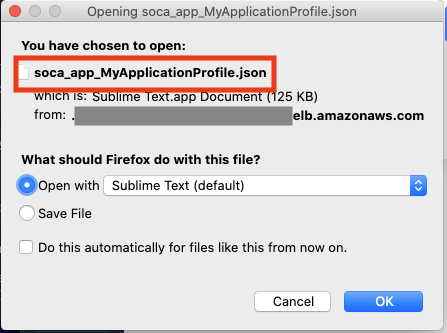 Opening soca_app_MyApplicationProfile.json
You have chosen to open:
soca_app_MyApplicationProfile.json
which is: Sublime Text.app Document (125 KB)
from: .elb.amazonaws.com
What should Firefox do with this file?
Open with Sublime Text (default)
Save File
Do this automatically for files like this from now on.
Cancel OK